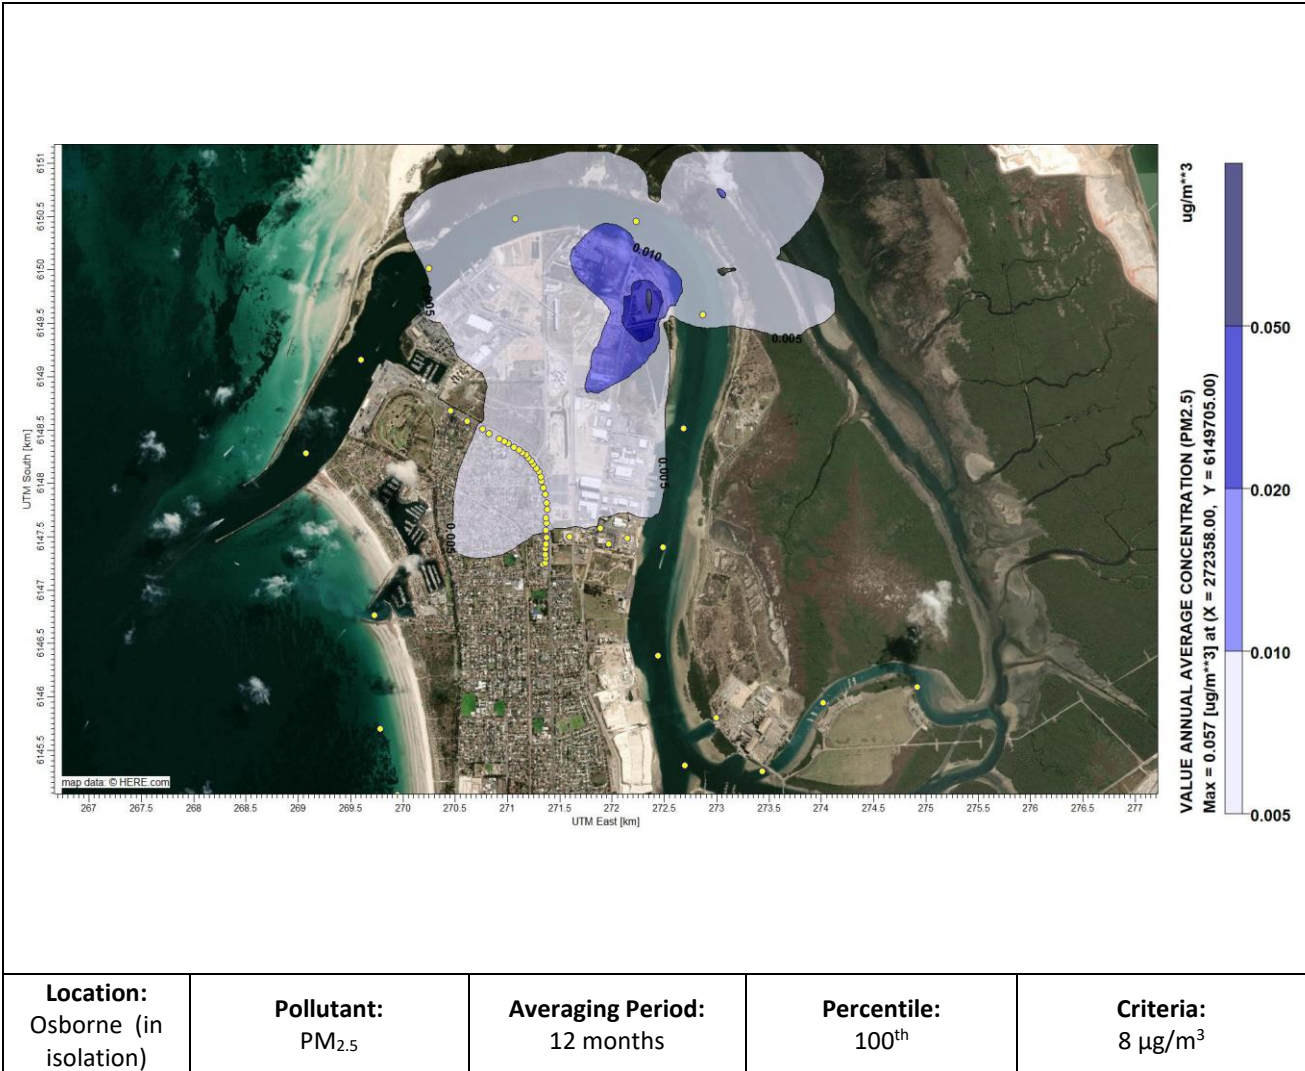 ug/m**3
VALUE ANNUAL AVERAGE CONCENTRATION (PM2.5)
Max = 0.057 [ug/m**3] at (X = 272358.00, Y = 6149705.00)
0.050
0.020
0.010
0.005
UTM South [km]
6151
6150.5
6150
6149.5
6149
6148.5
6148
6147.5
6147
6146.5
6146
6145.5
0.010
0.005
0.005
0.005
0.005
map data: © HERE.com
267 267.5 268 268.5 269 269.5 270 270.5 271 271.5 272 272.5 273 273.5 274 274.5 275 275.5 276 276.5 277
UTM East [km]
Location:
Osborne (in
isolation)
Pollutant:
PM2.5
Averaging Period:
12 months
Percentile:
100th
Criteria:
8 µg/m3